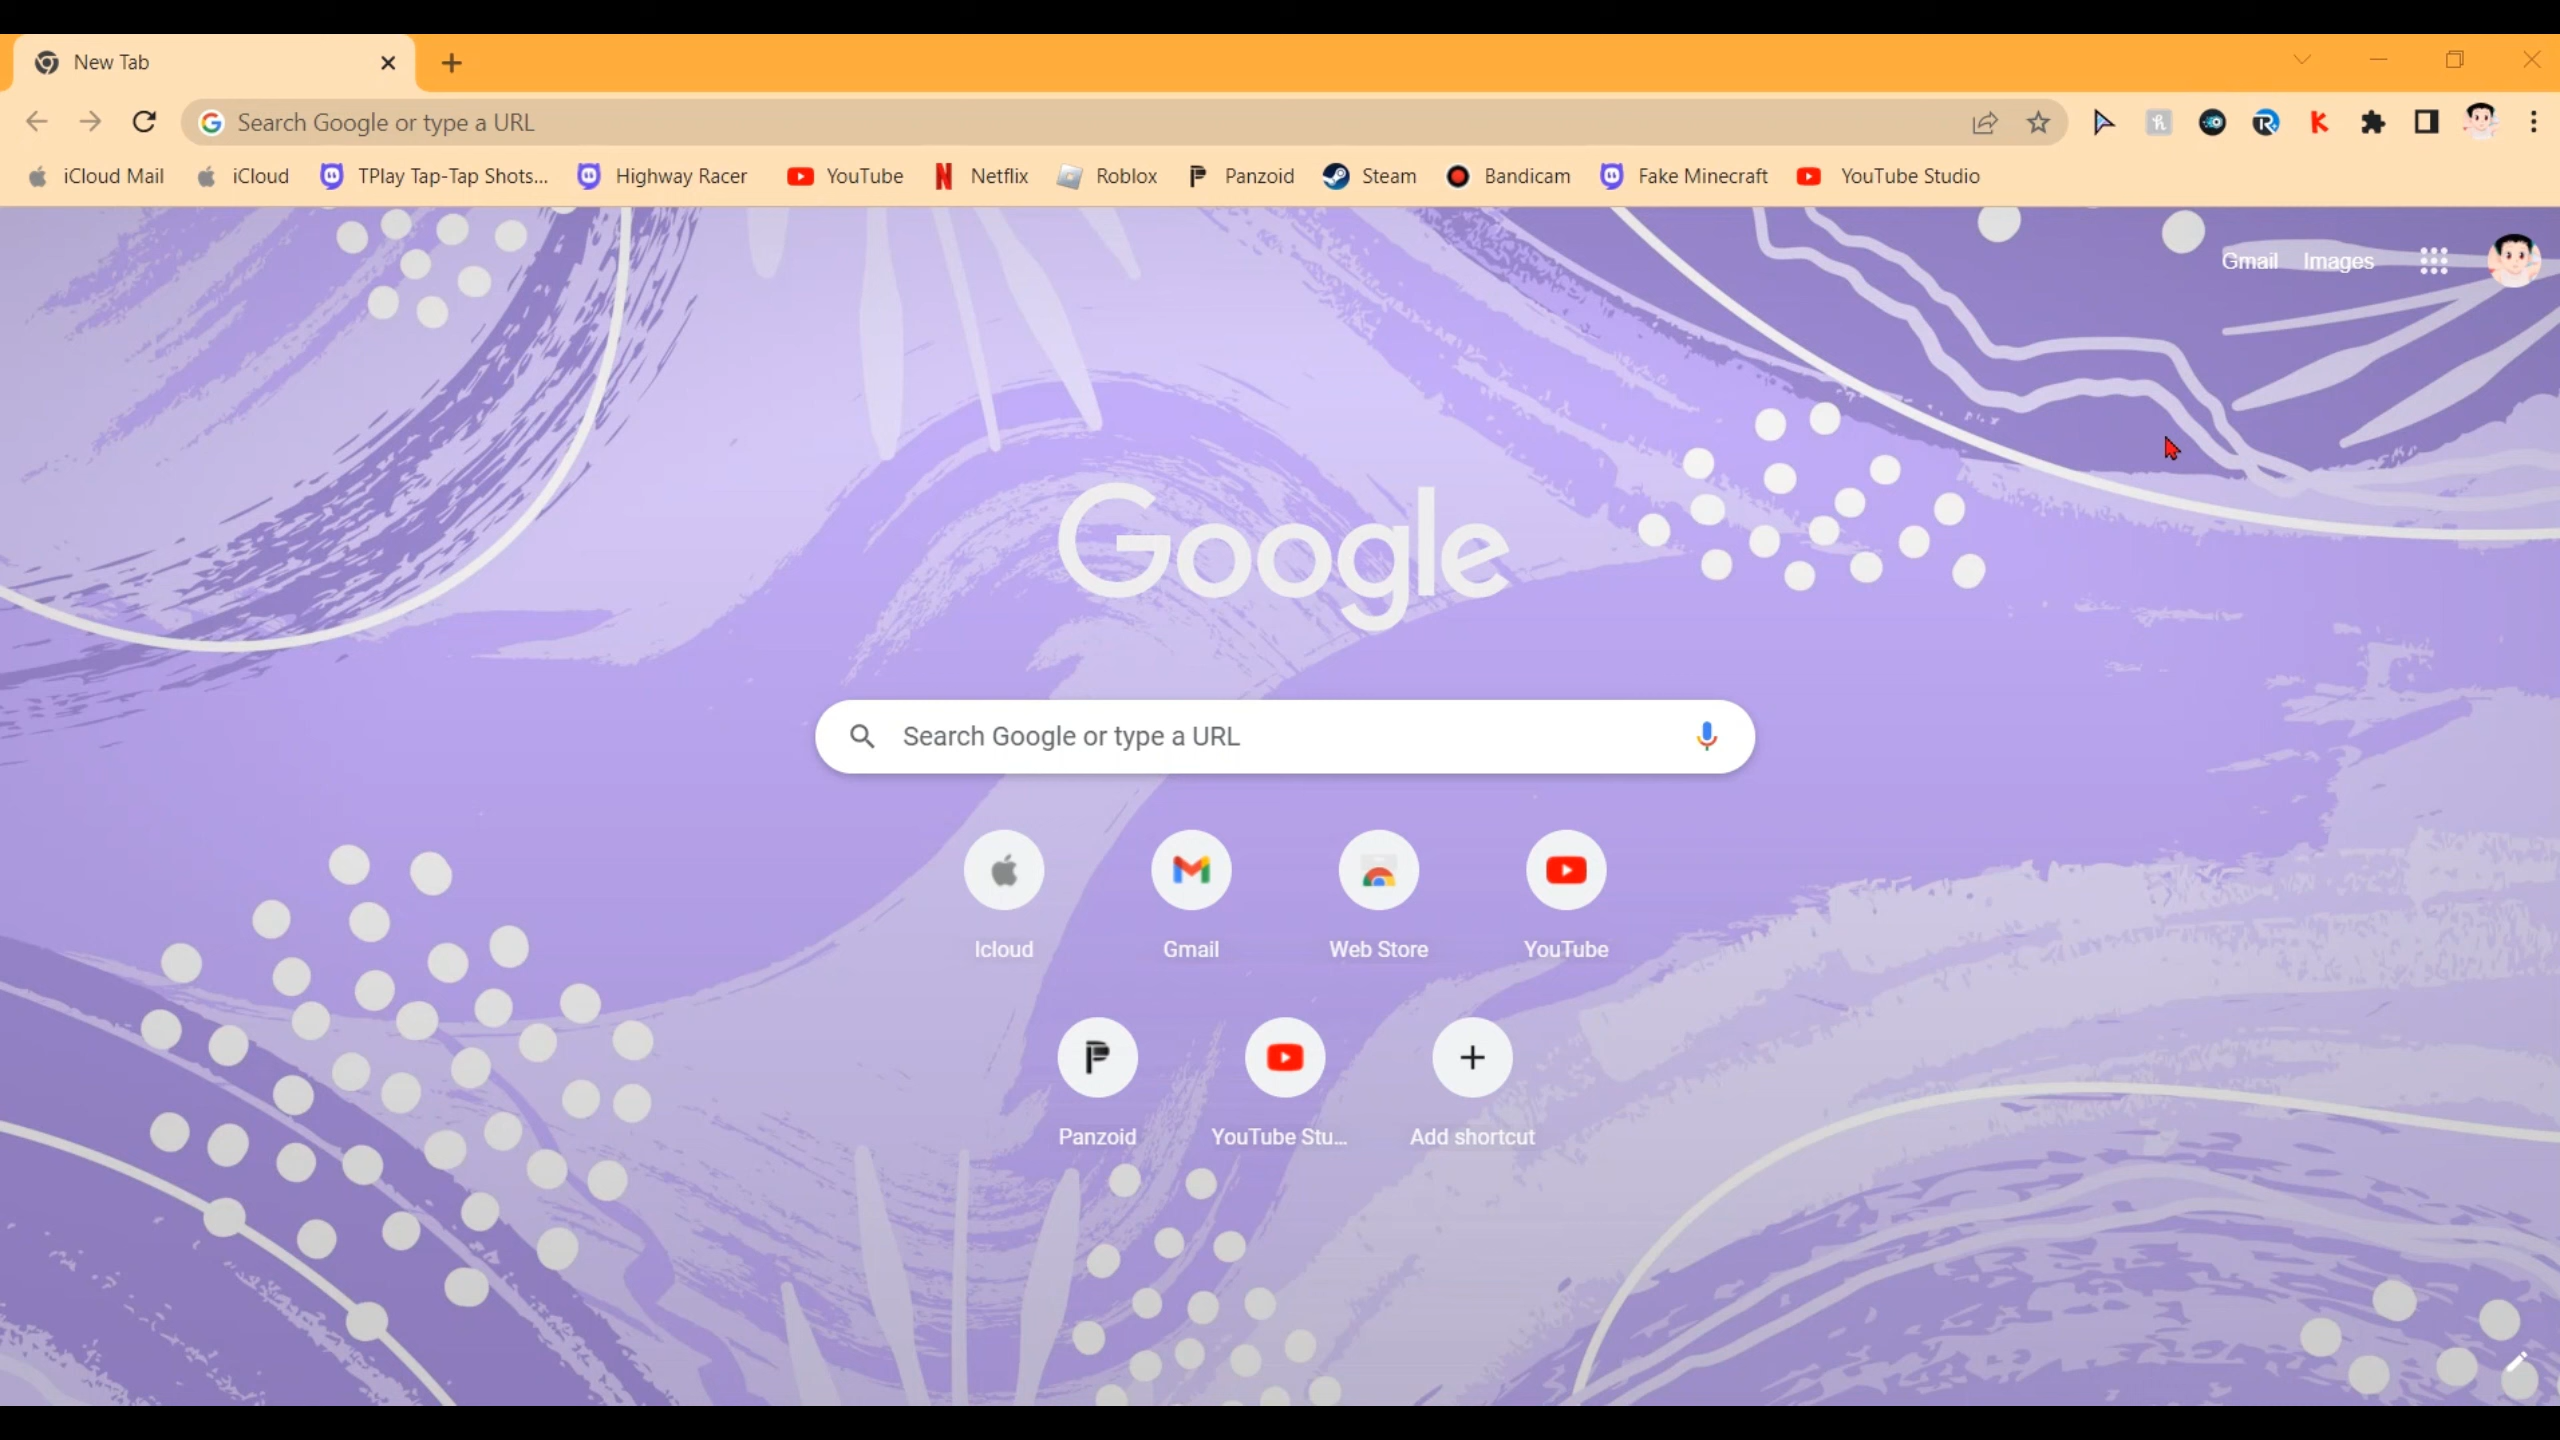 New Tab
Search Google or type a URL
iCloud Mail iCloud TPlay Tap-Tap Shots... Highway Racer YouTube Netflix Roblox Panzoid Steam Bandicam Fake Minecraft YouTube Studio
Gmail Images
Google
Search Google or type a URL
Icloud Gmail Web Store YouTube
Panzoid YouTube Stu... Add shortcut